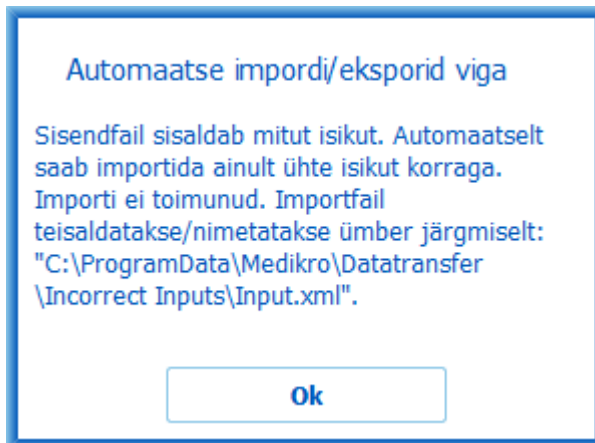 Automaatse impordi/eksporid viga
Sisendfail sisaldab mitut isikut. Automaatselt
saab importida ainult ühte isikut korraga.
Importi ei toimunud. Importfail
teisaldatakse/nimetatakse ümber järgmiselt:
"C:\ProgramData\Medikro\Datatransfer
\Incorrect Inputs\Input.xml".
Ok